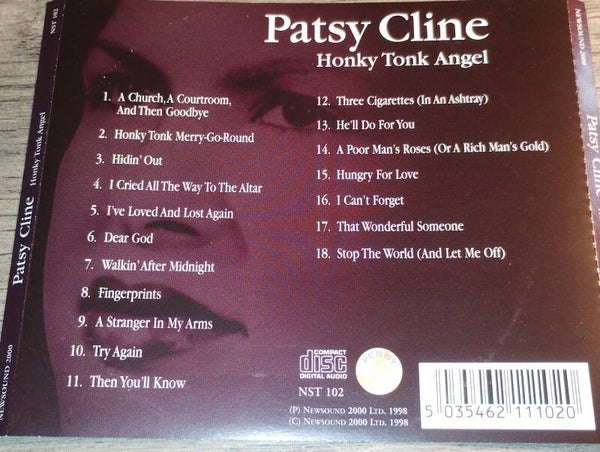 NST 102
Patsy Cline
Honky Tonk Angel
1. A Church, A Courtroom,
And Then Goodbye
2. Honky Tonk Merry-Go-Round
3. Hidin' Out
4. I Cried All The Way To The Altar
5. I've Loved And Lost Again
6. Dear God
7. Walkin' After Midnight
8. Fingerprints
9. A Stranger In My Arms
10. Try Again
11. Then You'll Know
12. Three Cigarettes (In An Ashtray)
13. He'll Do For You
14. A Poor Man's Roses (Or A Rich Man's Gold)
15. Hungry For Love
16. I Can't Forget
17. That Wonderful Someone
18. Stop The World (And Let Me Off)
COMPACT
disc
DIGITAL AUDIO
PENNY
NST 102
(P) Newsound 2000 Ltd. 1998
(C) Newsound 2000 Ltd. 1998
5 035462 111020
Newsound 2000 Patsy Cline Honky Tonk Angel
Newsound 2000 Patsy Cline